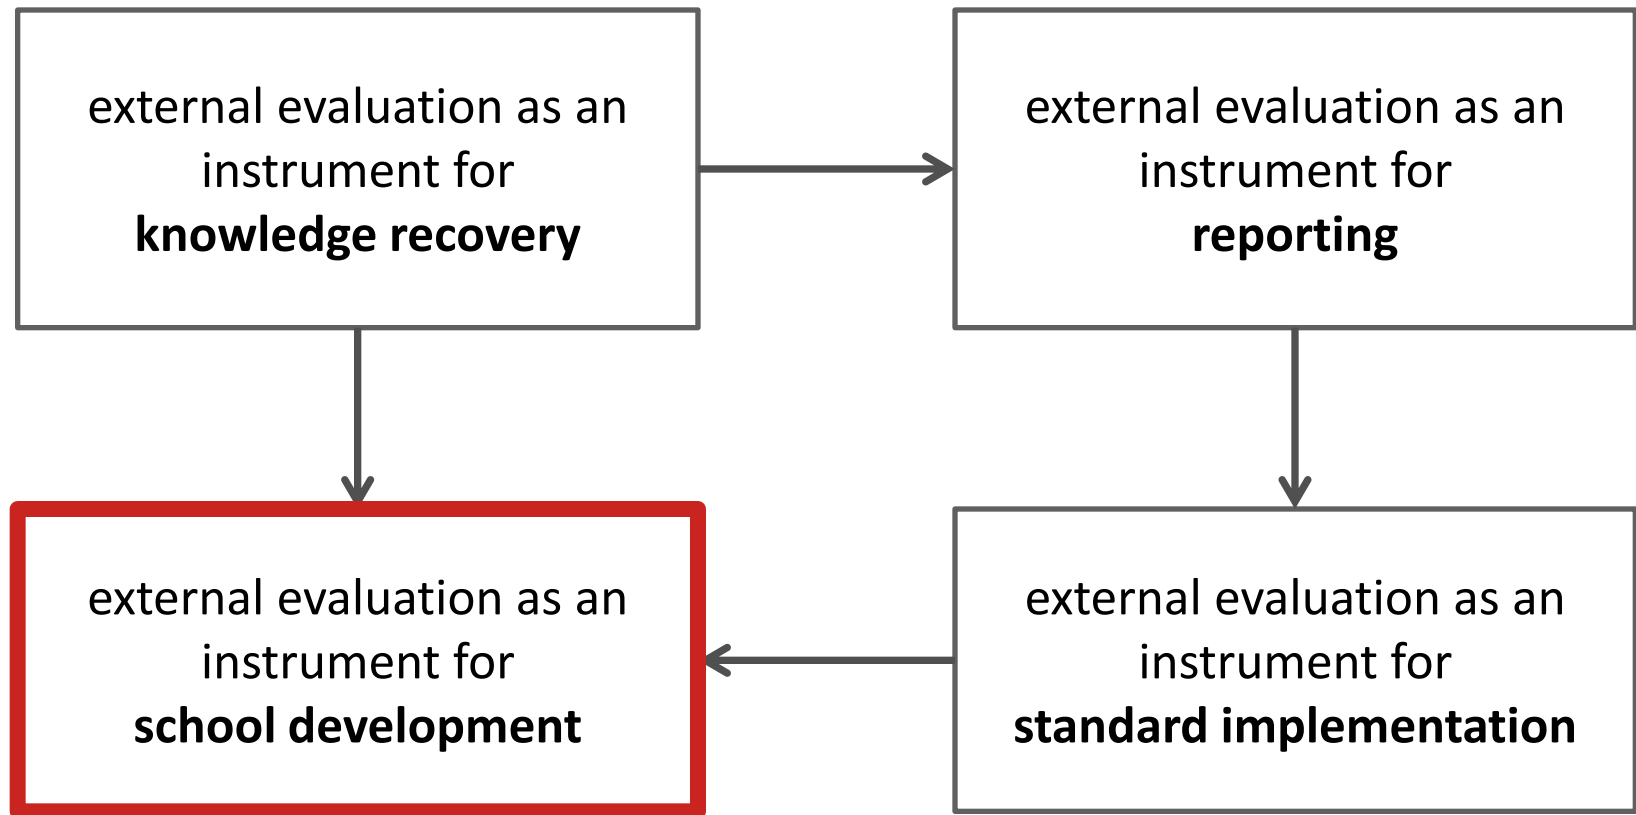 external evaluation as an
instrument for
knowledge recovery
external evaluation as an
instrument for
reporting
external evaluation as an
instrument for
school development
external evaluation as an
instrument for
standard implementation